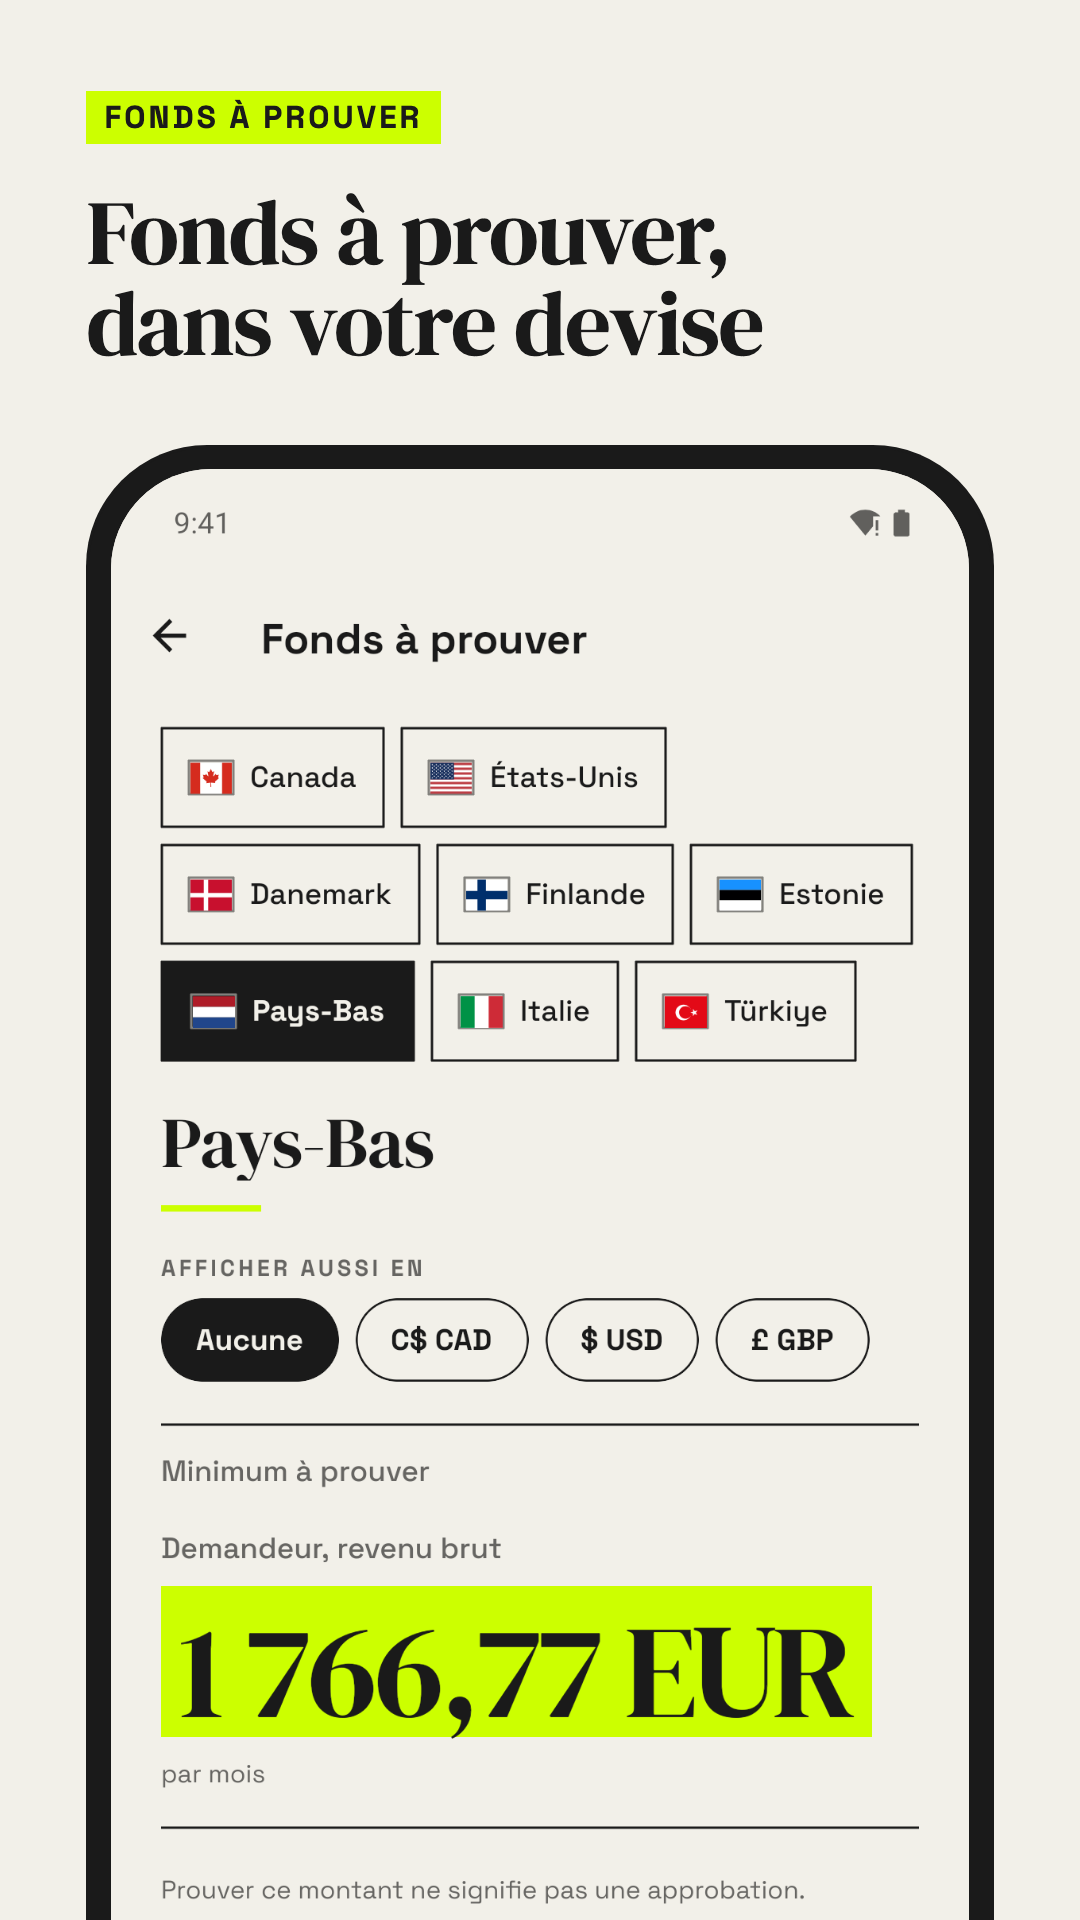 FONDS À PROUVER
Fonds à prouver,
dans votre devise
9:41
Fonds à prouver
Canada
États-Unis
Danemark
Finlande
Estonie
Pays-Bas
Italie
Türkiye
Pays-Bas
AFFICHER AUSSI EN
Aucune
C$ CAD
$ USD
£ GBP
Minimum à prouver
Demandeur, revenu brut
1 766,77 EUR
par mois
Prouver ce montant ne signifie pas une approbation.